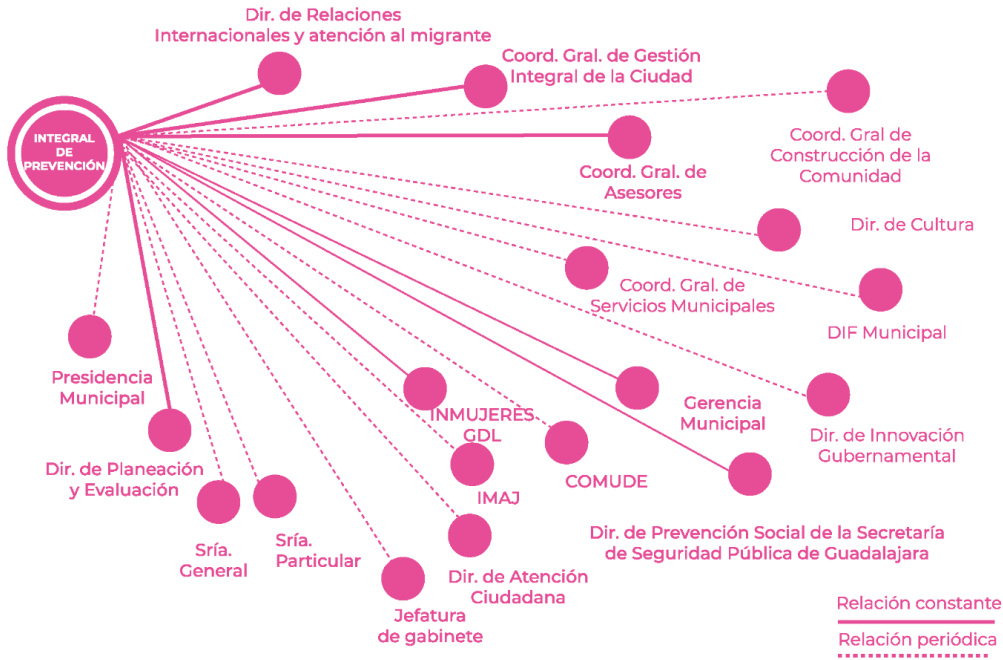 Dir. de Relaciones
Internacionales y atención al migrante
Coord. Gral. de Gestión
Integral de la Ciudad
INTEGRAL
DE
PREVENCIÓN
Coord. Gral de
Construcción de la
Comunidad
Coord. Gral. de
Asesores
Dir. de Cultura
Coord. Gral. de
Servicios Municipales
DIF Municipal
Presidencia
Municipal
INMUJERES
GDL
Gerencia
Municipal
Dir. de Innovación
Gubernamental
Dir. de Planeación
y Evaluación
IMAJ
COMUDE
Sría.
General
Sría.
Particular
Dir. de Prevención Social de la Secretaría
de Seguridad Pública de Guadalajara
Dir. de Atención
Ciudadana
Jefatura
de gabinete
Relación constante
Relación periódica